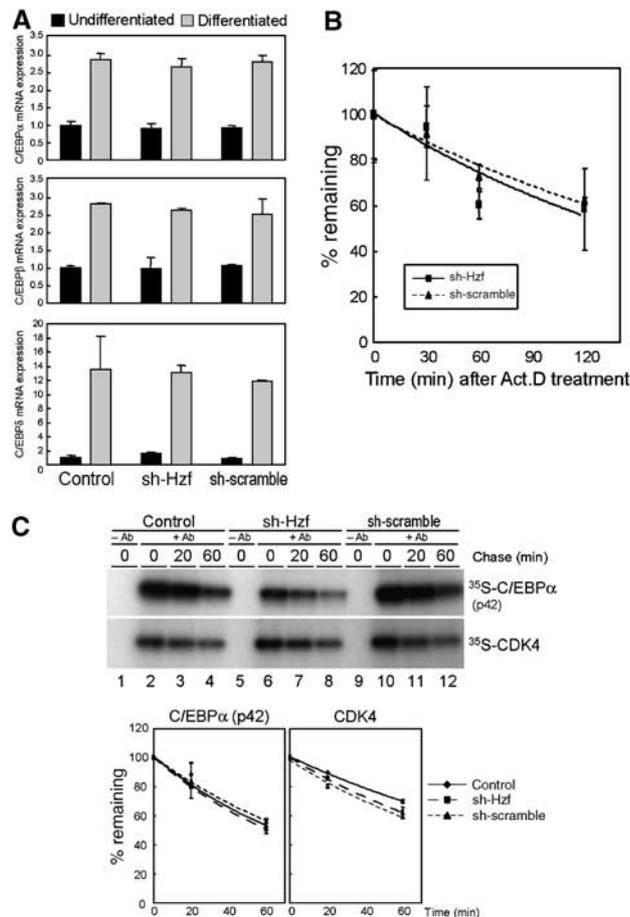 A
Undifferentiated Differentiated
C/EBPα mRNA expression
3.5
3.0
2.5
2.0
1.5
1.0
0.5
0
C/EBPβ mRNA expression
3.0
2.5
2.0
1.5
1.0
0.5
0
C/EBPδ mRNA expression
20
18
14
12
10
8
6
4
2
0
Control sh-Hzf sh-scramble
B
% remaining
120
100
80
60
40
20
0
sh-Hzf
sh-scramble
0 30 60 90 120
Time (min) after Act.D treatment
C
Control sh-Hzf sh-scramble
– Ab + Ab – Ab + Ab – Ab + Ab
0 0 20 60 0 0 20 60 0 0 20 60 Chase (min)
35S-C/EBPα
(p42)
35S-CDK4
1 2 3 4 5 6 7 8 9 10 11 12
C/EBPα (p42) CDK4
% remaining
120
100
80
60
40
20
0
Control
sh-Hzf
sh-scramble
0 20 40 60 0 20 40 60 Time (min)